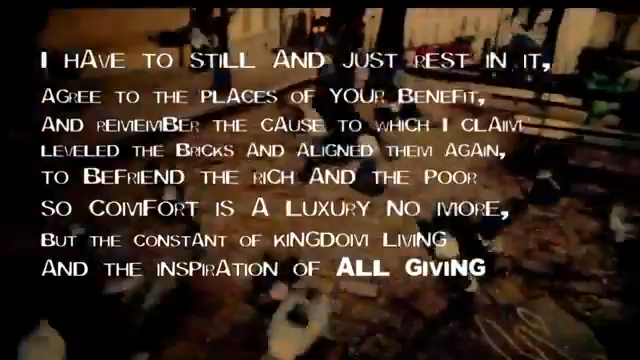 I HAVE TO STILL AND JUST REST IN IT,
AGREE TO THE PLACES OF YOUR BENEFIT,
AND REMEMBER THE CAUSE TO WHICH I CLAIM
LEVELED THE BRICKS AND ALIGNED THEM AGAIN,
TO BEFRIEND THE RICH AND THE POOR
SO COMFORT IS A LUXURY NO MORE,
BUT THE CONSTANT OF KINGDOM LIVING
AND THE INSPIRATION OF ALL GIVING